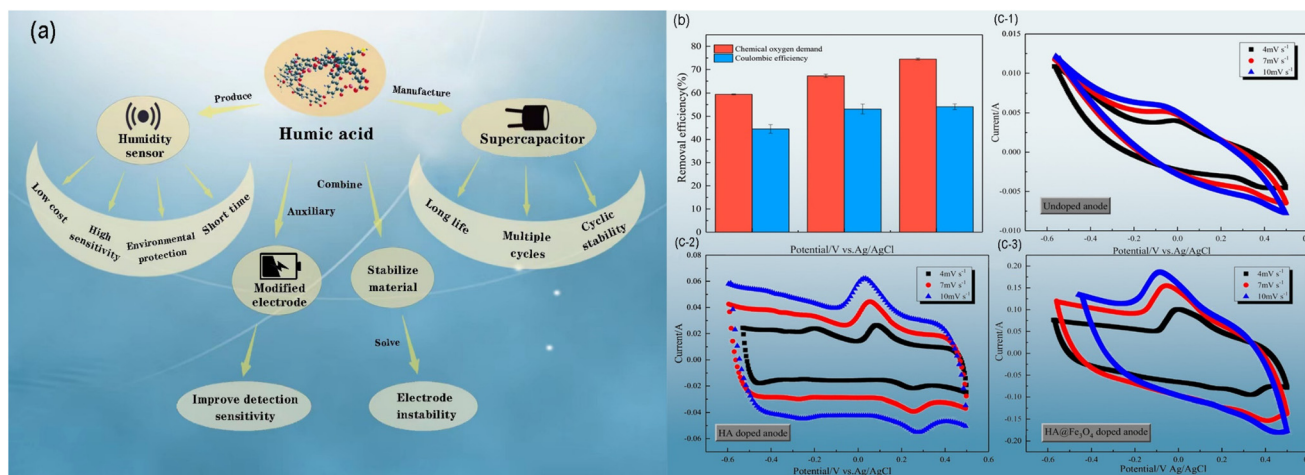 (a)
Produce
Manufacture
Humic acid
Humidity
sensor
Supercapacitor
Low cost
High
sensitivity
Environmental
protection
Short time
Combine
Auxiliary
Long life
Multiple
cycles
Cyclic
stability
Modified
electrode
Stabilize
material
Solve
Improve detection
sensitivity
Electrode
instability
(b)
Chemical oxygen demand
Coulombic efficiency
Removal efficiency(%)
80
75
70
60
50
40
30
20
10
0
Potential/V vs.Ag/AgCl
(C-1)
4mV s⁻¹
7mV s⁻¹
10mV s⁻¹
Current/A
0.015
0.010
0.005
0.000
-0.005
-0.010
Undoped anode
-0.6 -0.4 -0.2 0.0 0.2 0.4 0.6
Potential/V vs.Ag/AgCl
(C-2)
4mV s⁻¹
7mV s⁻¹
10mV s⁻¹
Current/A
0.08
0.06
0.04
0.02
0.00
-0.02
-0.04
-0.06
HA doped anode
-0.6 -0.4 -0.2 0.0 0.2 0.4 0.6
Potential/V vs.Ag/AgCl
(C-3)
4mV s⁻¹
7mV s⁻¹
10mV s⁻¹
Current/A
0.20
0.15
0.10
0.05
0.00
-0.05
-0.10
-0.15
-0.20
HA@Fe₃O₄ doped anode
-0.6 -0.4 -0.2 0.0 0.2 0.4 0.6
Potential/V Ag/AgCl